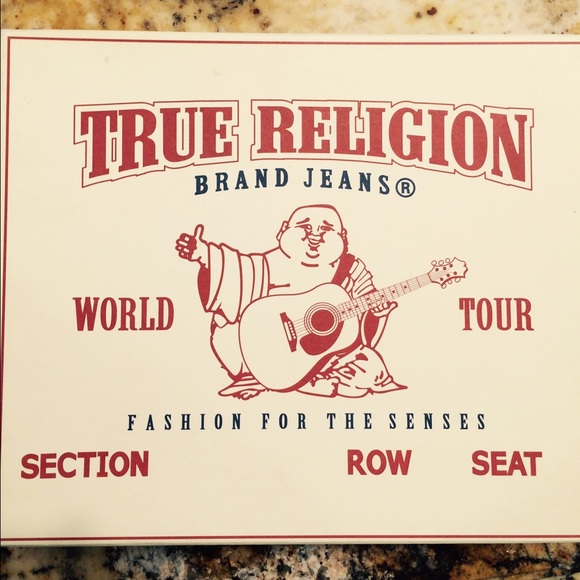 TRUE RELIGION
BRAND JEANS®
WORLD TOUR
FASHION FOR THE SENSES
SECTION ROW SEAT